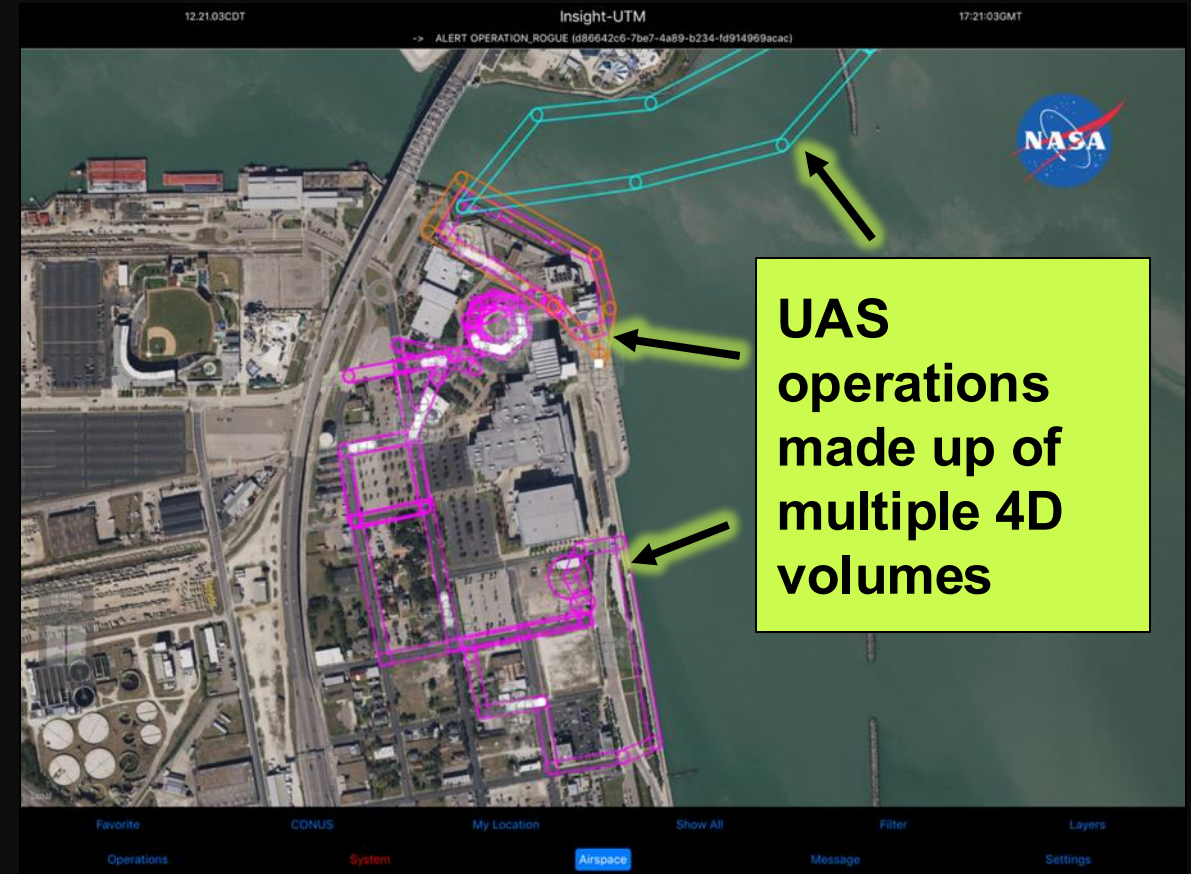 12.21.03CDT
Insight-UTM
17:21:03GMT
-> ALERT OPERATION_ROGUE (d86642c6-7be7-4a89-b234-fd914969acac)
NASA
UAS
operations
made up of
multiple 4D
volumes
Legal
Favorite
CONUS
My Location
Show All
Filter
Layers
Operations
System
Airspace
Message
Settings